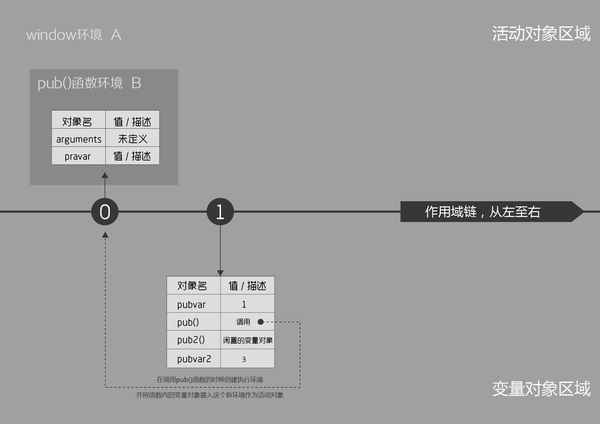 window环境 A
活动对象区域
pub()函数环境 B
对象名 值/描述
arguments 未定义
pravar 值/描述
0
1
作用域链，从左至右
对象名 值/描述
pubvar 1
pub() 调用
pub2() 闲置的变量对象
pubvar2 3
在调用pub()函数的时候创建执行环境
并将函数内的变量对象装入这个新环境作为活动对象
变量对象区域